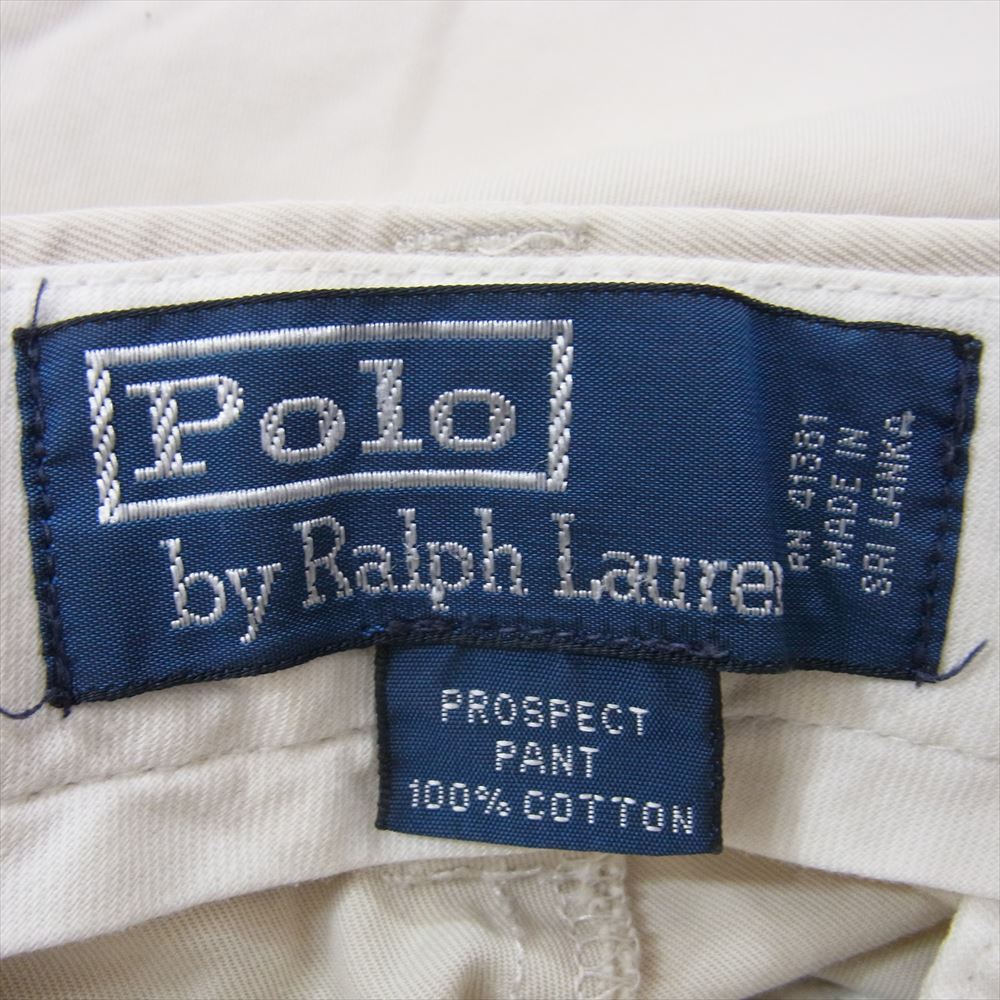 Polo
by Ralph Lauren
RN 41381
MADE IN
SRI LANKA
PROSPECT
PANT
100% COTTON